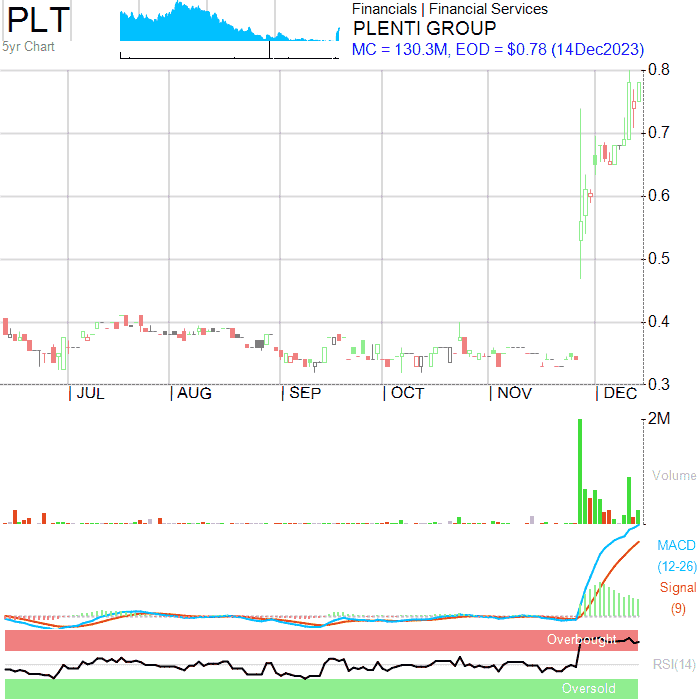 PLT
5yr Chart
Financials | Financial Services
PLENTI GROUP
MC = 130.3M, EOD = $0.78 (14Dec2023)
0.8
0.7
0.6
0.5
0.4
0.3
JUL AUG SEP OCT NOV DEC
2M
Volume
MACD
(12-26)
Signal
(9)
Overbought
RSI(14)
Oversold